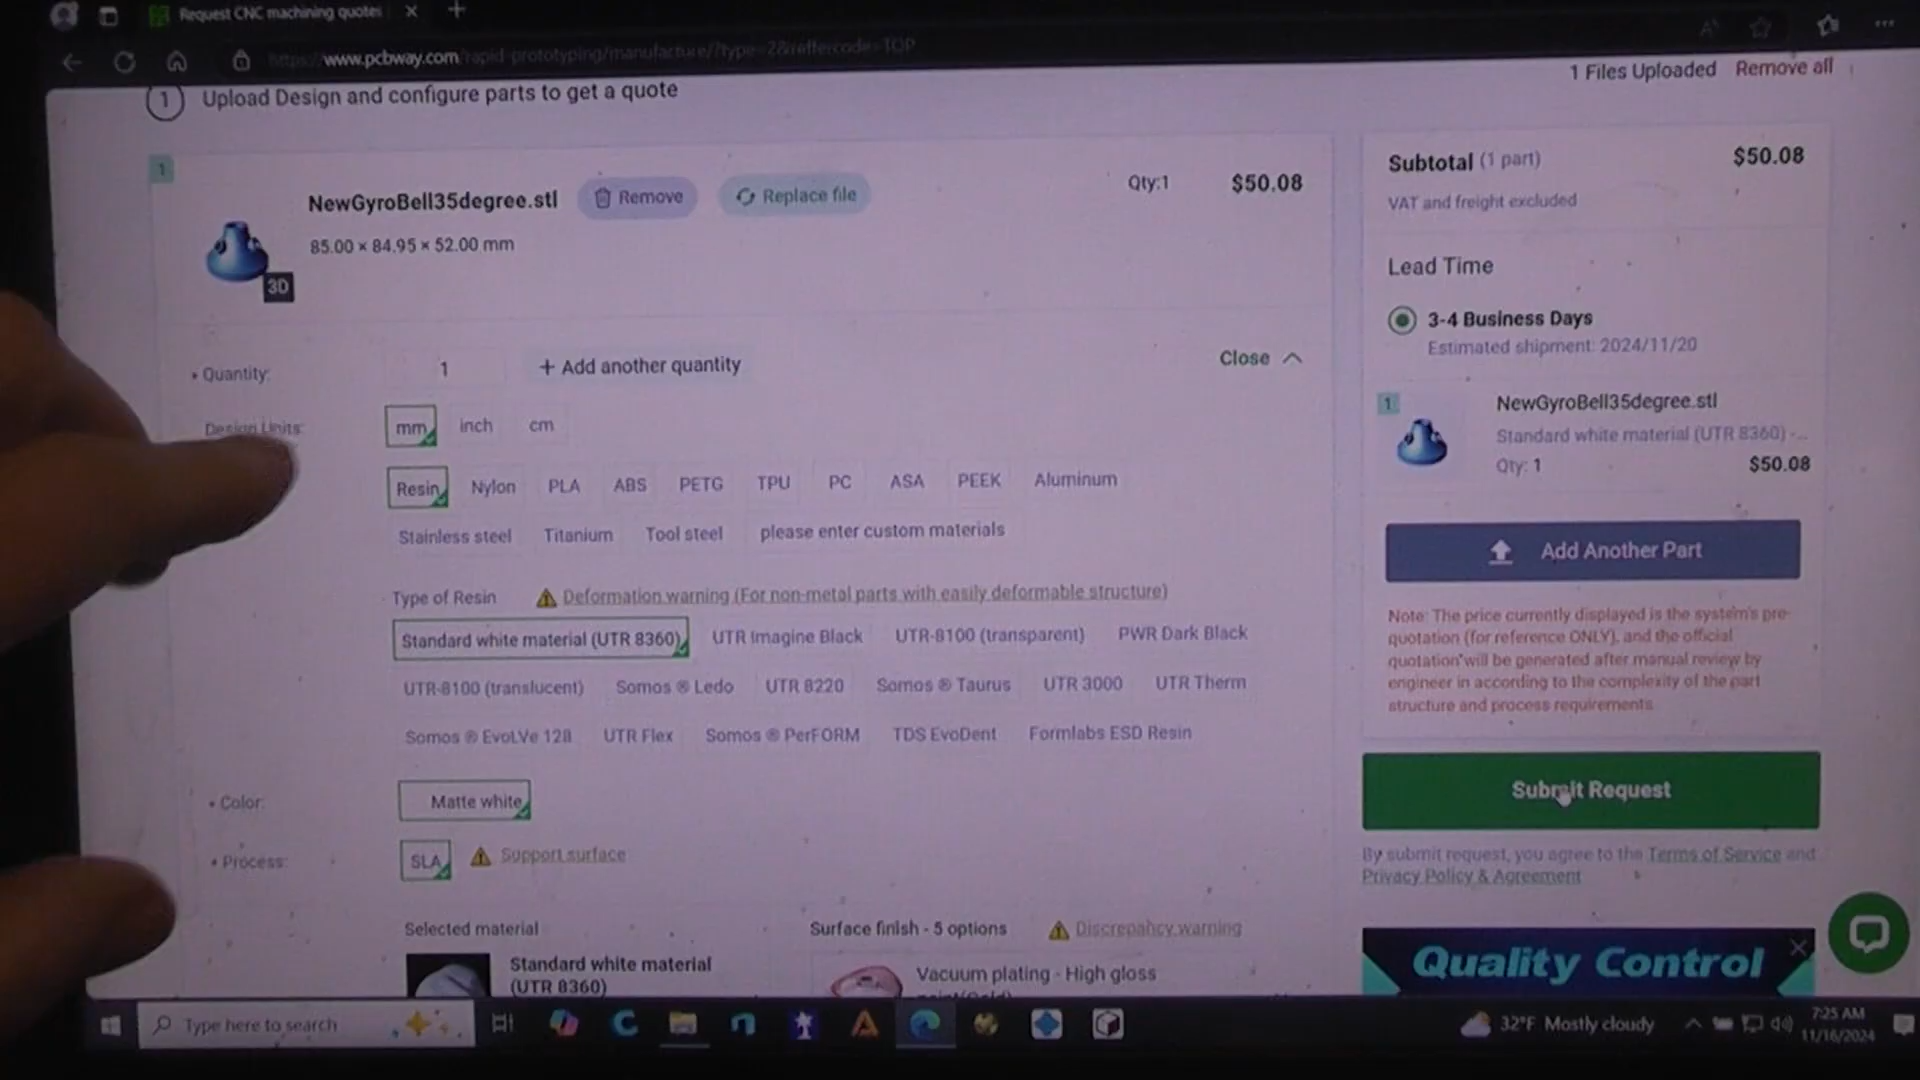 Request CNC machining quotes
https://www.pcbway.com/rapid-prototyping/manufacture/?type=2&reffercode=TOP
1 Upload Design and configure parts to get a quote
1 Files Uploaded Remove all
1
NewGyroBell35degree.stl Remove Replace file
Qty:1 $50.08
85.00 × 84.95 × 52.00 mm
3D
Quantity: 1 + Add another quantity
Close
Design Units: mm inch cm
Resin Nylon PLA ABS PETG TPU PC ASA PEEK Aluminum
Stainless steel Titanium Tool steel please enter custom materials
Type of Resin Deformation warning (For non-metal parts with easily deformable structure)
Standard white material (UTR 8360) UTR Imagine Black UTR-8100 (transparent) PWR Dark Black
UTR-8100 (translucent) Somos ® Ledo UTR 8220 Somos ® Taurus UTR 3000 UTR Therm
Somos ® EvoLVe 128 UTR Flex Somos ® PerFORM TDS EvoDent Formlabs ESD Resin
Color: Matte white
Process: SLA Support surface
Selected material
Standard white material
(UTR 8360)
Surface finish - 5 options Discrepancy warning
Vacuum plating - High gloss
Subtotal (1 part) $50.08
VAT and freight excluded
Lead Time
3-4 Business Days
Estimated shipment: 2024/11/20
1 NewGyroBell35degree.stl
Standard white material (UTR 8360) -...
Qty: 1 $50.08
Add Another Part
Note: The price currently displayed is the system's pre-
quotation (for reference ONLY), and the official
quotation will be generated after manual review by
engineer in according to the complexity of the part
structure and process requirements
Submit Request
By submit request, you agree to the Terms of Service and
Privacy Policy & Agreement
Quality Control
Type here to search
32°F Mostly cloudy
7:25 AM
11/16/2024